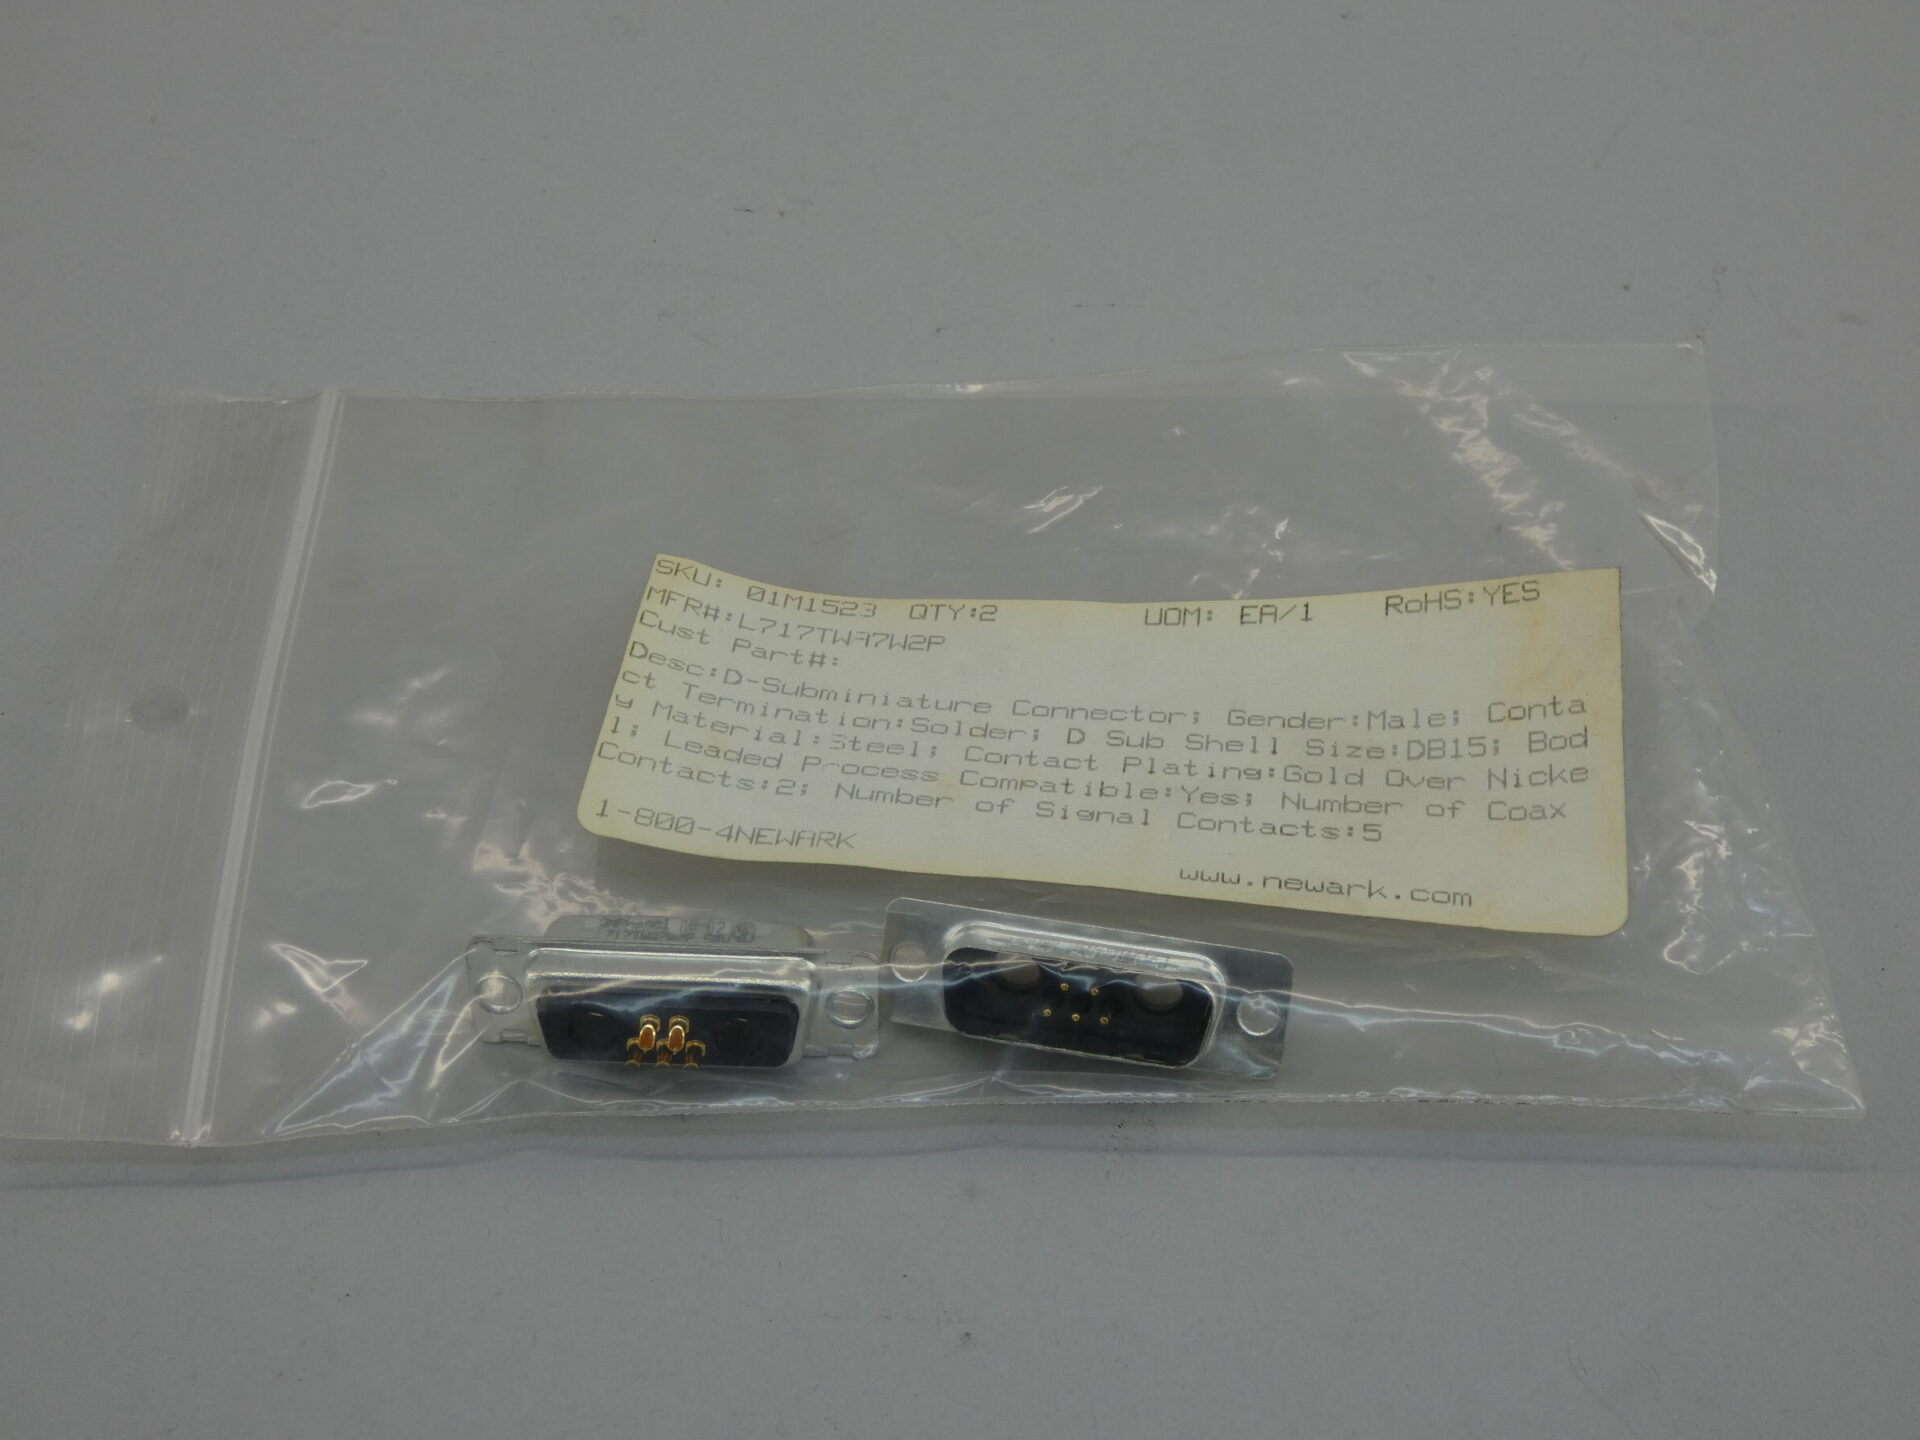 SKU: 01M1523 QTY:2 UOM: EA/1 RoHS:YES
MFR#:L717TWA7W2P
Cust Part#:
Desc:D-Subminiature Connector; Gender:Male; Conta
ct Termination:Solder; D Sub Shell Size:DB15; Bod
y Material:Steel; Contact Plating:Gold Over Nicke
l; Leaded Process Compatible:Yes; Number of Coax
Contacts:2; Number of Signal Contacts:5
1-800-4NEWARK www.newark.com